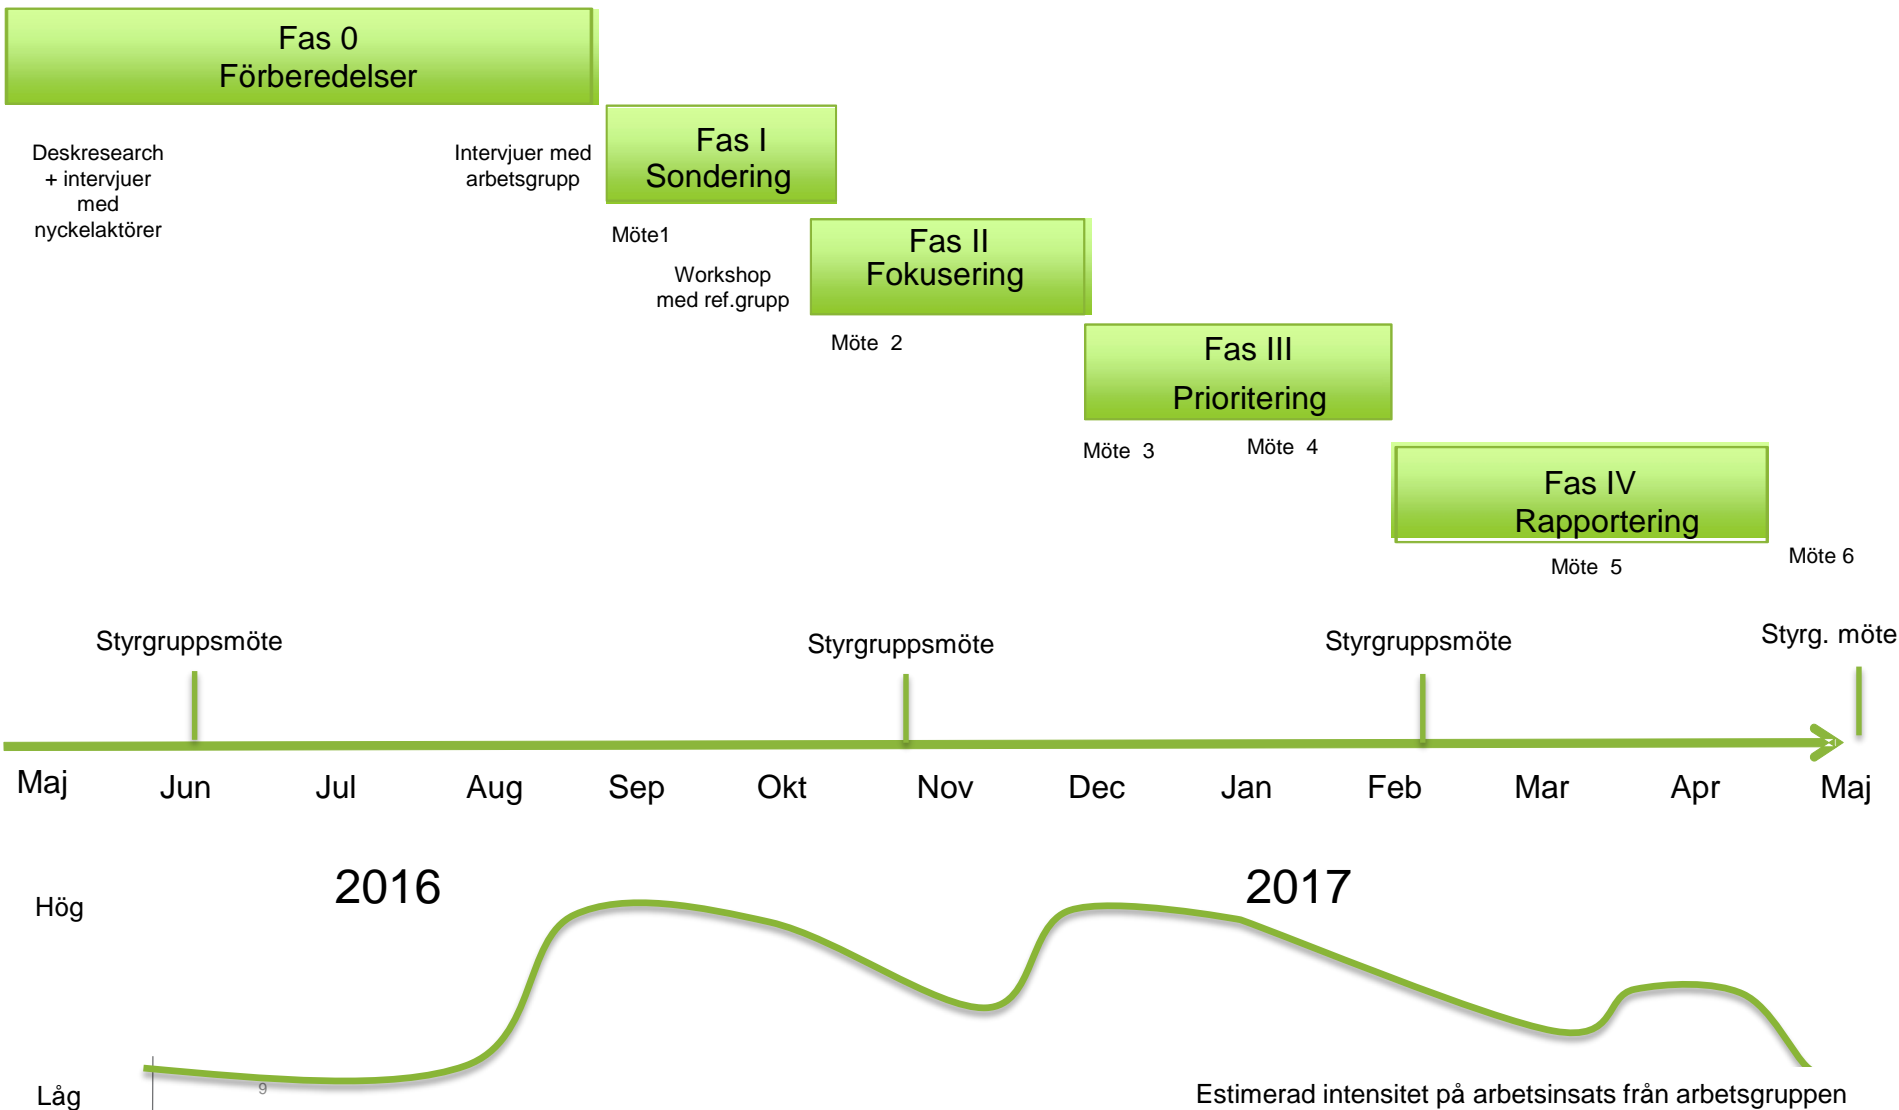 Fas 0
Förberedelser
Deskresearch
+ intervjuer
med
nyckelaktörer
Intervjuer med
arbetsgrupp
Fas I
Sondering
Möte1
Workshop
med ref.grupp
Fas II
Fokusering
Möte 2
Fas III
Prioritering
Möte 3
Möte 4
Fas IV
Rapportering
Möte 5
Möte 6
Styrgruppsmöte
Styrgruppsmöte
Styrgruppsmöte
Styrg. möte
Maj Jun Jul Aug Sep Okt Nov Dec Jan Feb Mar Apr Maj
2016 2017
Hög
Låg
9
Estimerad intensitet på arbetsinsats från arbetsgruppen